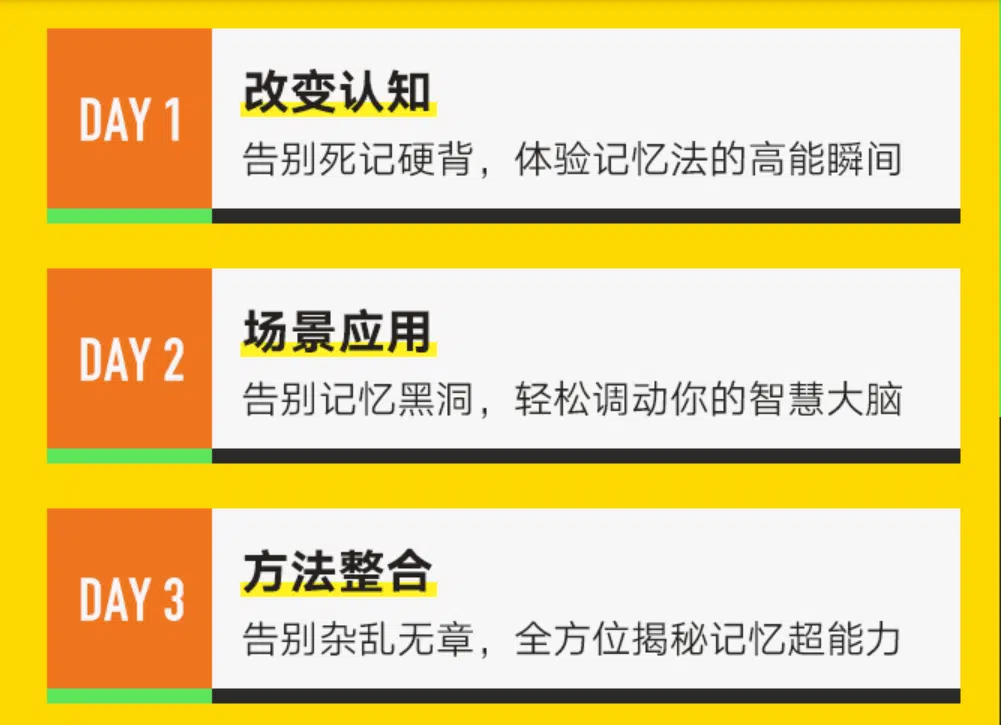 DAY 1
改变认知
告别死记硬背，体验记忆法的高能瞬间
DAY 2
场景应用
告别记忆黑洞，轻松调动你的智慧大脑
DAY 3
方法整合
告别杂乱无章，全方位揭秘记忆超能力